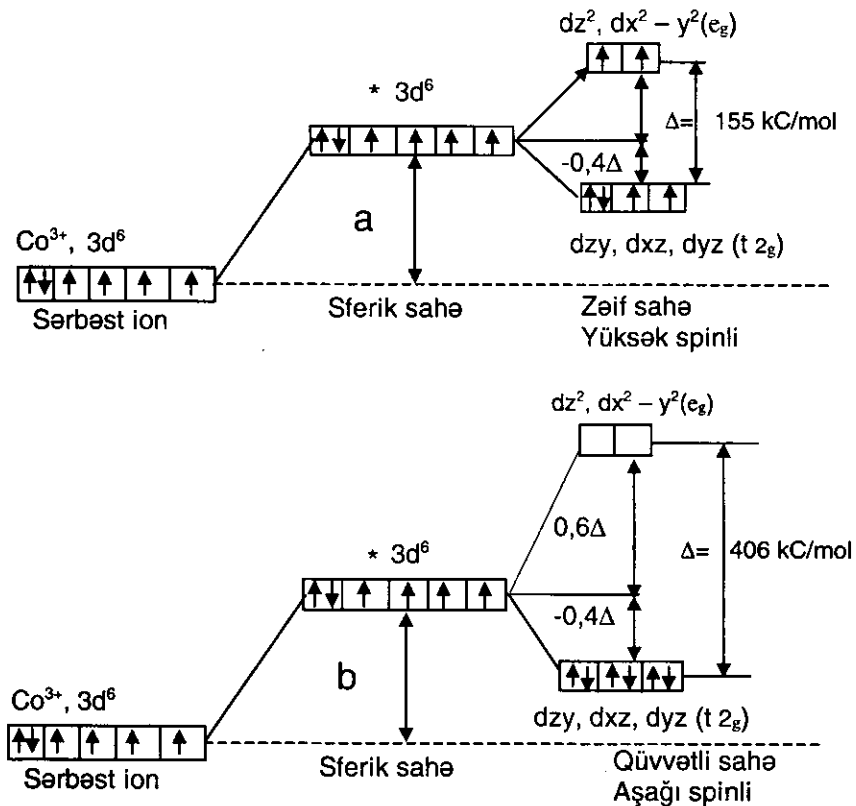 dz², dx² – y²(eg)
* 3d⁶
Δ= 155 kC/mol
-0,4Δ
a
Co³⁺, 3d⁶
dzy, dxz, dyz (t 2g)
Sərbəst ion
Sferik sahə
Zəif sahə
Yüksək spinli
dz², dx² – y²(eg)
0,6Δ
* 3d⁶
Δ= 406 kC/mol
-0,4Δ
b
Co³⁺, 3d⁶
dzy, dxz, dyz (t 2g)
Sərbəst ion
Sferik sahə
Qüvvətli sahə
Aşağı spinli